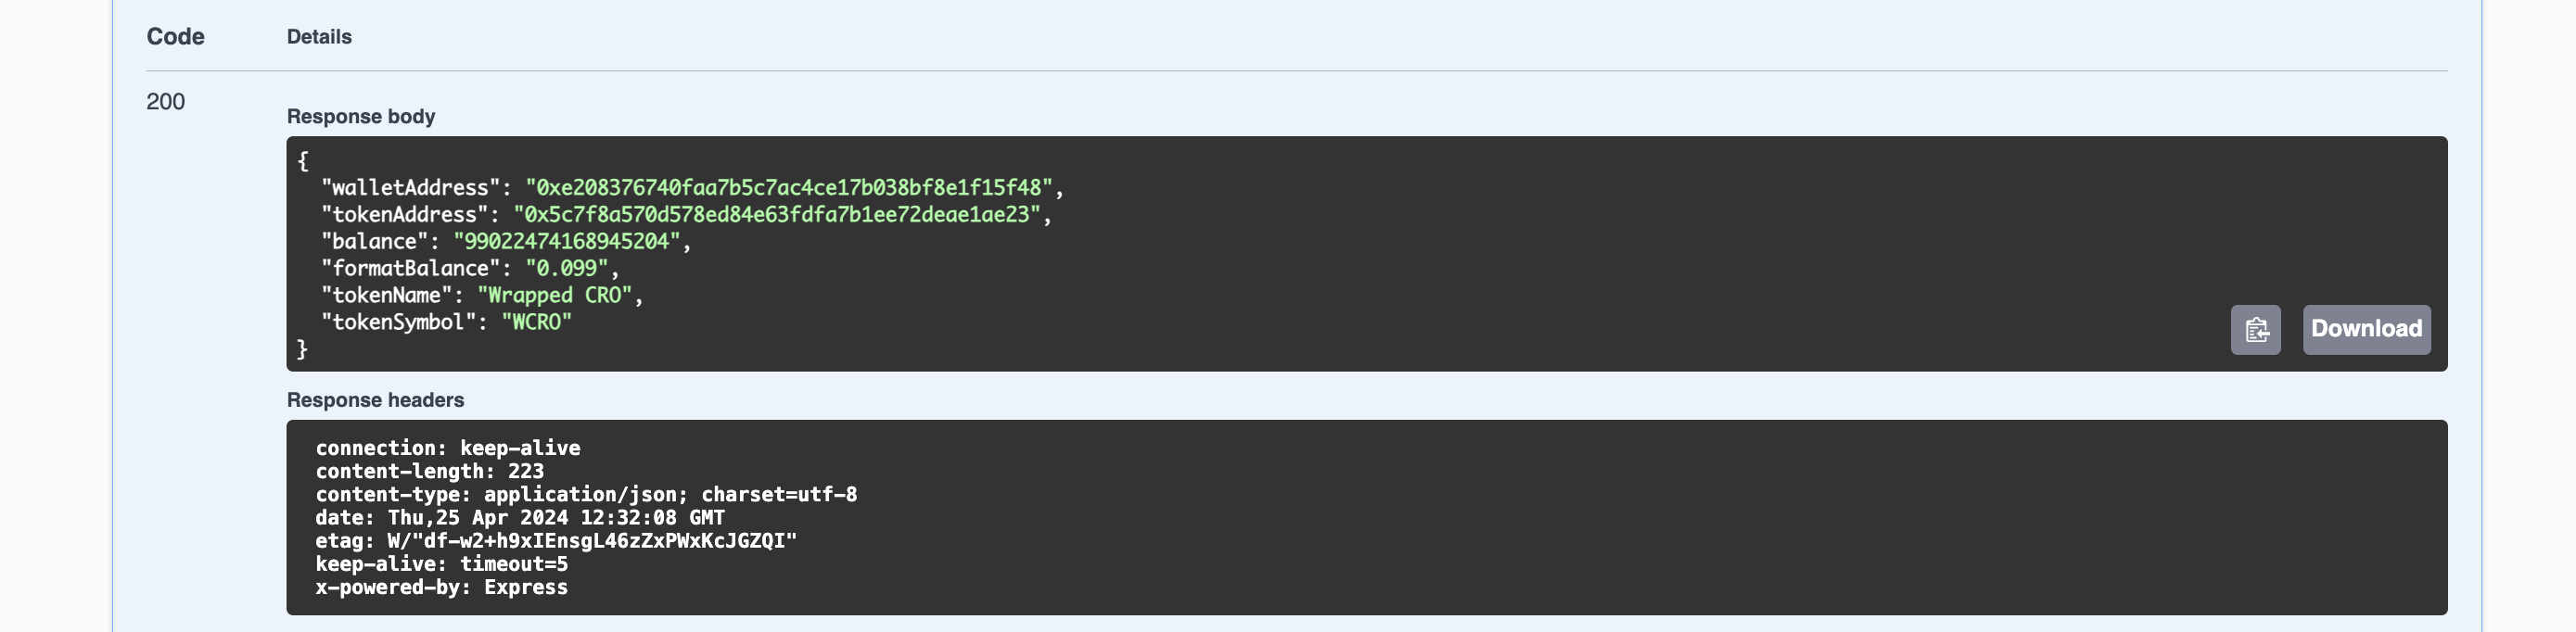 Code Details
200
Response body
{
  "walletAddress": "0xe208376740faa7b5c7ac4ce17b038bf8e1f15f48",
  "tokenAddress": "0x5c7f8a570d578ed84e63fdfa7b1ee72deae1ae23",
  "balance": "99022474168945204",
  "formatBalance": "0.099",
  "tokenName": "Wrapped CRO",
  "tokenSymbol": "WCRO"
}
Download
Response headers
connection: keep-alive
content-length: 223
content-type: application/json; charset=utf-8
date: Thu,25 Apr 2024 12:32:08 GMT
etag: W/"df-w2+h9xIEnsgL46zZxPWxKcJGZQI"
keep-alive: timeout=5
x-powered-by: Express